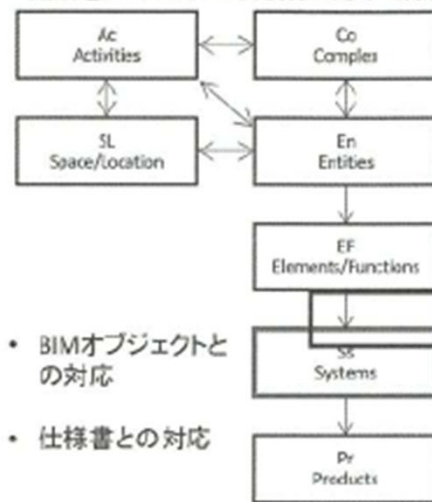 Ac
Activities
Co
Complex
SL
Space/Location
En
Entities
EF
Elements/Functions
Ss
Systems
Pr
Products
• BIMオブジェクトと
の対応
• 仕様書との対応